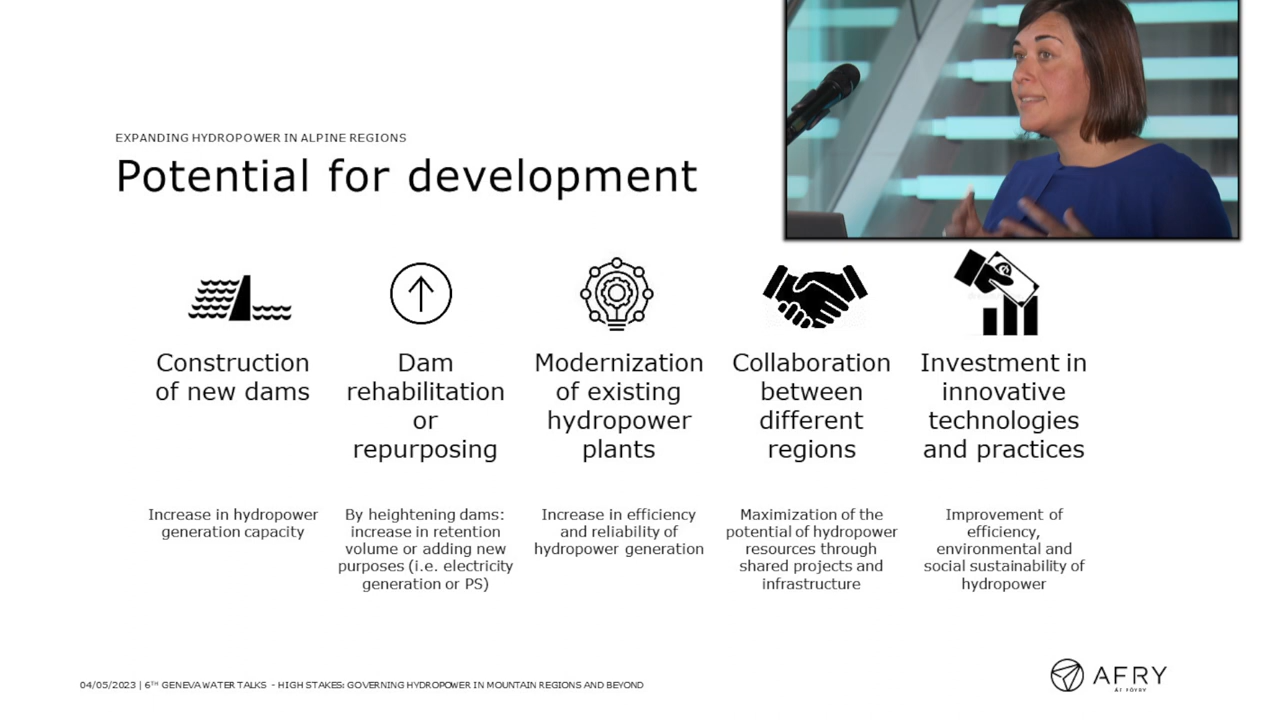 EXPANDING HYDROPOWER IN ALPINE REGIONS
Potential for development
Construction
of new dams
Increase in hydropower
generation capacity
Dam
rehabilitation
or
repurposing
By heightening dams:
increase in retention
volume or adding new
purposes (i.e. electricity
generation or PS)
Modernization
of existing
hydropower
plants
Increase in efficiency
and reliability of
hydropower generation
Collaboration
between
different
regions
Maximization of the
potential of hydropower
resources through
shared projects and
infrastructure
Investment in
innovative
technologies
and practices
Improvement of
efficiency,
environmental and
social sustainability of
hydropower
04/05/2023 | 6TH GENEVA WATER TALKS - HIGH STAKES: GOVERNING HYDROPOWER IN MOUNTAIN REGIONS AND BEYOND
AFRY
ÅF PÖYRY